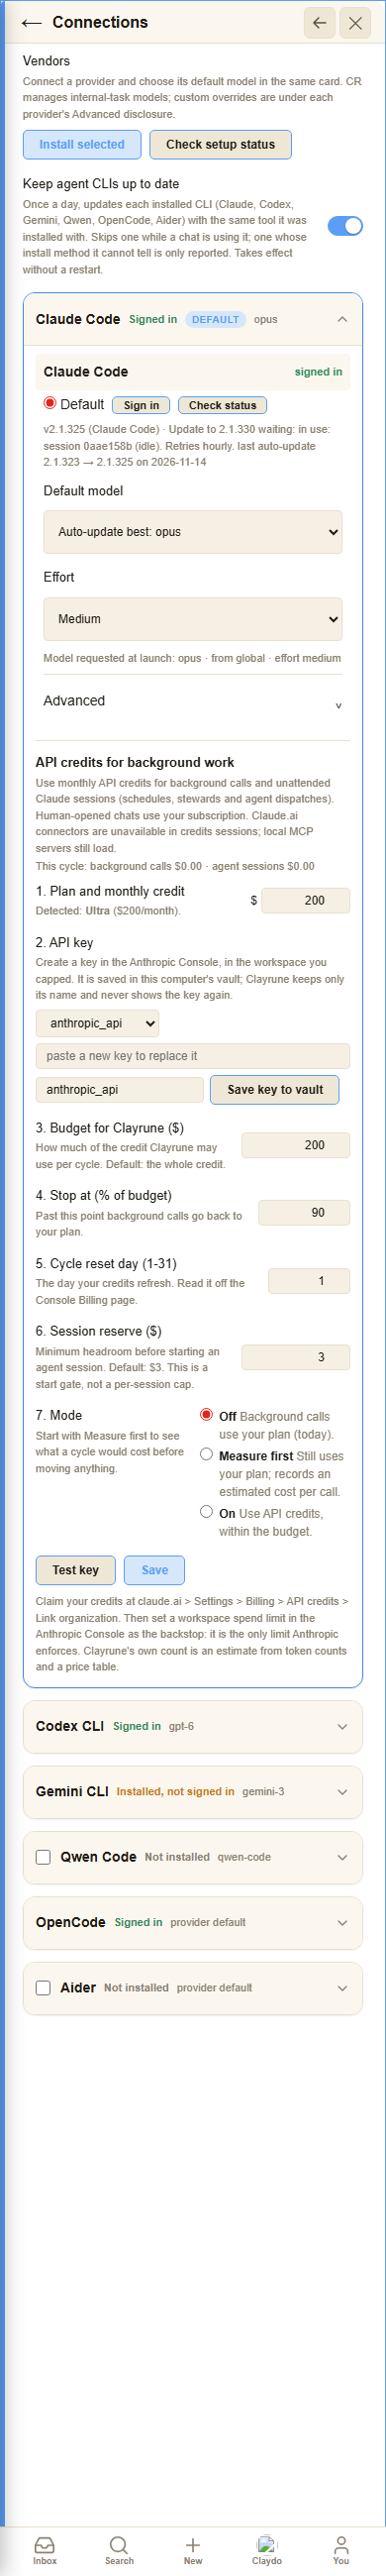 Connections
Vendors
Connect a provider and choose its default model in the same card. CR
manages internal-task models; custom overrides are under each
provider's Advanced disclosure.
Install selected
Check setup status
Keep agent CLIs up to date
Once a day, updates each installed CLI (Claude, Codex,
Gemini, Qwen, OpenCode, Aider) with the same tool it was
installed with. Skips one while a chat is using it; one whose
install method it cannot tell is only reported. Takes effect
without a restart.
Claude Code Signed in DEFAULT opus
Claude Code signed in
Default Sign in Check status
v2.1.325 (Claude Code) · Update to 2.1.330 waiting: in use:
session 0aae158b (idle). Retries hourly. last auto-update
2.1.323 → 2.1.325 on 2026-11-14
Default model
Auto-update best: opus
Effort
Medium
Model requested at launch: opus · from global · effort medium
Advanced
API credits for background work
Use monthly API credits for background calls and unattended
Claude sessions (schedules, stewards and agent dispatches).
Human-opened chats use your subscription. Claude.ai
connectors are unavailable in credits sessions; local MCP
servers still load.
This cycle: background calls $0.00 · agent sessions $0.00
1. Plan and monthly credit
Detected: Ultra ($200/month).
$ 200
2. API key
Create a key in the Anthropic Console, in the workspace you
capped. It is saved in this computer's vault; Clayrune keeps only
its name and never shows the key again.
anthropic_api
paste a new key to replace it
anthropic_api
Save key to vault
3. Budget for Clayrune ($)
How much of the credit Clayrune may
use per cycle. Default: the whole credit.
200
4. Stop at (% of budget)
Past this point background calls go back to
your plan.
90
5. Cycle reset day (1-31)
The day your credits refresh. Read it off the
Console Billing page.
1
6. Session reserve ($)
Minimum headroom before starting an
agent session. Default: $3. This is a
start gate, not a per-session cap.
3
7. Mode
Start with Measure first to see
what a cycle would cost before
moving anything.
Off Background calls
use your plan (today).
Measure first Still uses
your plan; records an
estimated cost per call.
On Use API credits,
within the budget.
Test key
Save
Claim your credits at claude.ai > Settings > Billing > API credits >
Link organization. Then set a workspace spend limit in the
Anthropic Console as the backstop: it is the only limit Anthropic
enforces. Clayrune's own count is an estimate from token counts
and a price table.
Codex CLI Signed in gpt-6
Gemini CLI Installed, not signed in gemini-3
Qwen Code Not installed qwen-code
OpenCode Signed in provider default
Aider Not installed provider default
Inbox
Search
New
Claydo
You